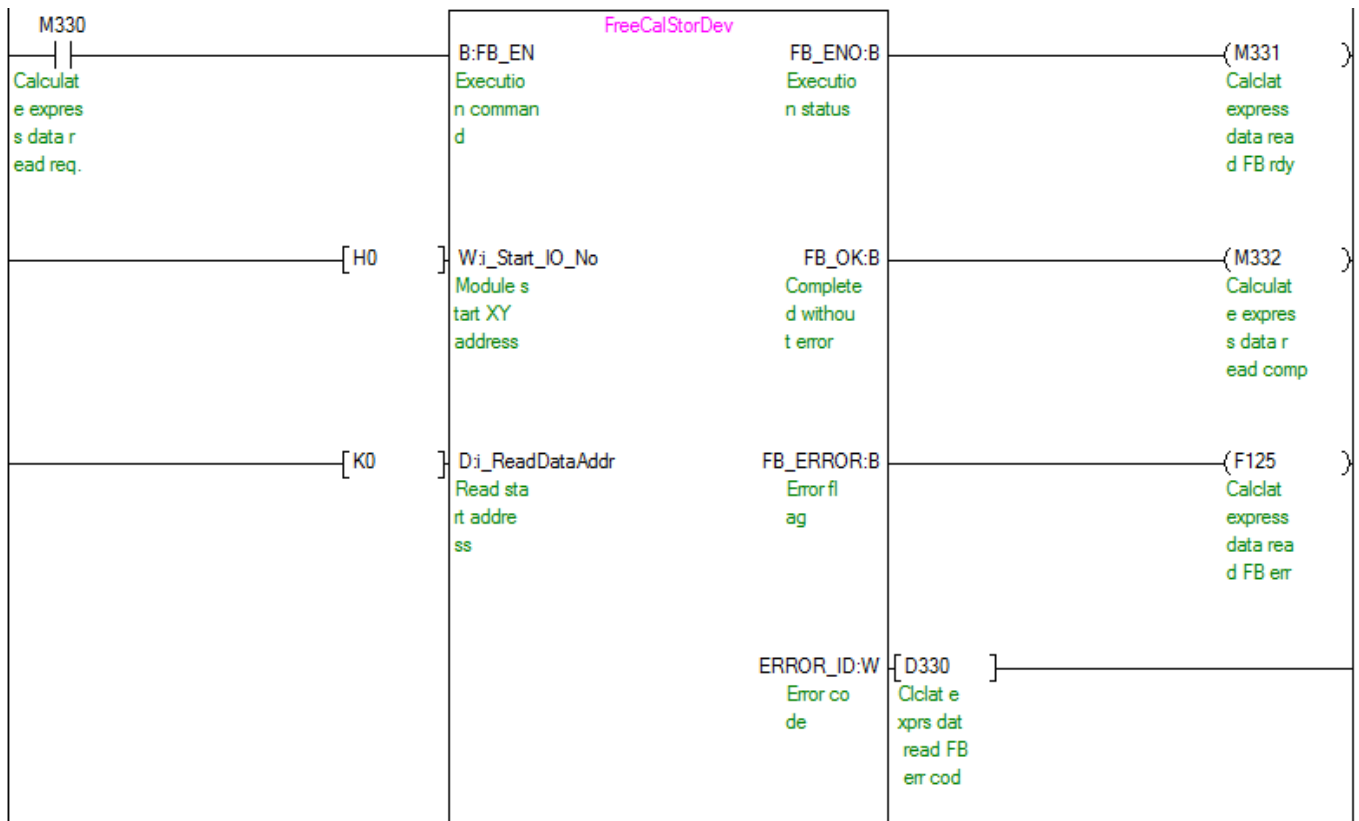 M330
FreeCalStorDev
B:FB_EN
FB_ENO:B
M331
Calculat
e expres
s data r
ead req.
Executio
n comman
d
Executio
n status
Calclat
express
data rea
d FB rdy
H0
W:i_Start_IO_No
FB_OK:B
M332
Module s
tart XY
address
Complete
d withou
t error
Calculat
e expres
s data r
ead comp
K0
D:i_ReadDataAddr
FB_ERROR:B
F125
Read sta
rt addre
ss
Error fl
ag
Calclat
express
data rea
d FB err
ERROR_ID:W
D330
Error co
de
Clclat e
xprs dat
read FB
err cod